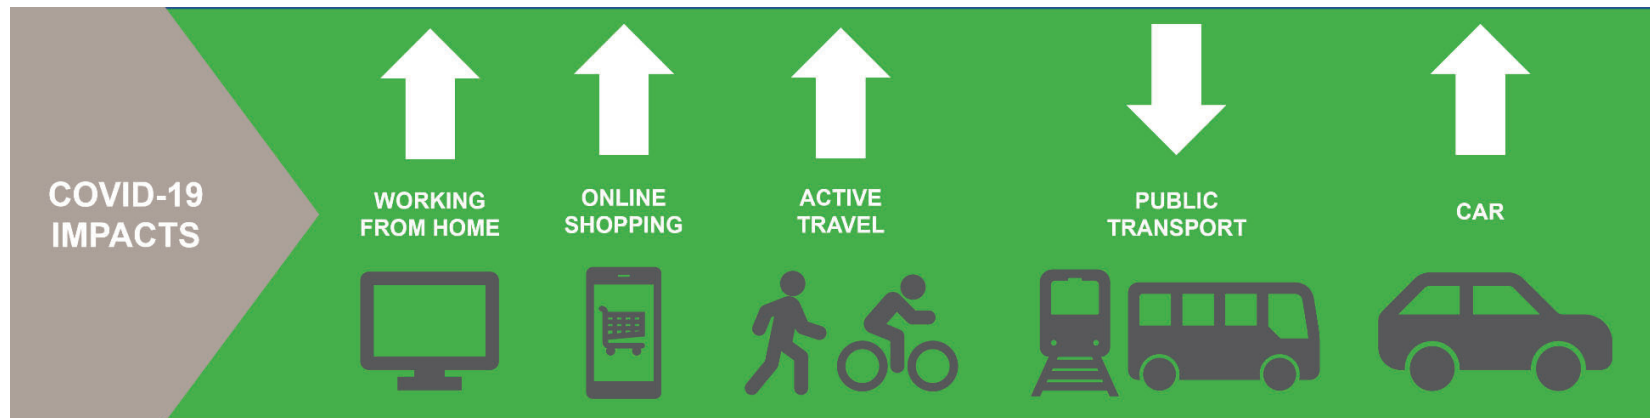 COVID-19
IMPACTS
WORKING
FROM HOME
ONLINE
SHOPPING
ACTIVE
TRAVEL
PUBLIC
TRANSPORT
CAR